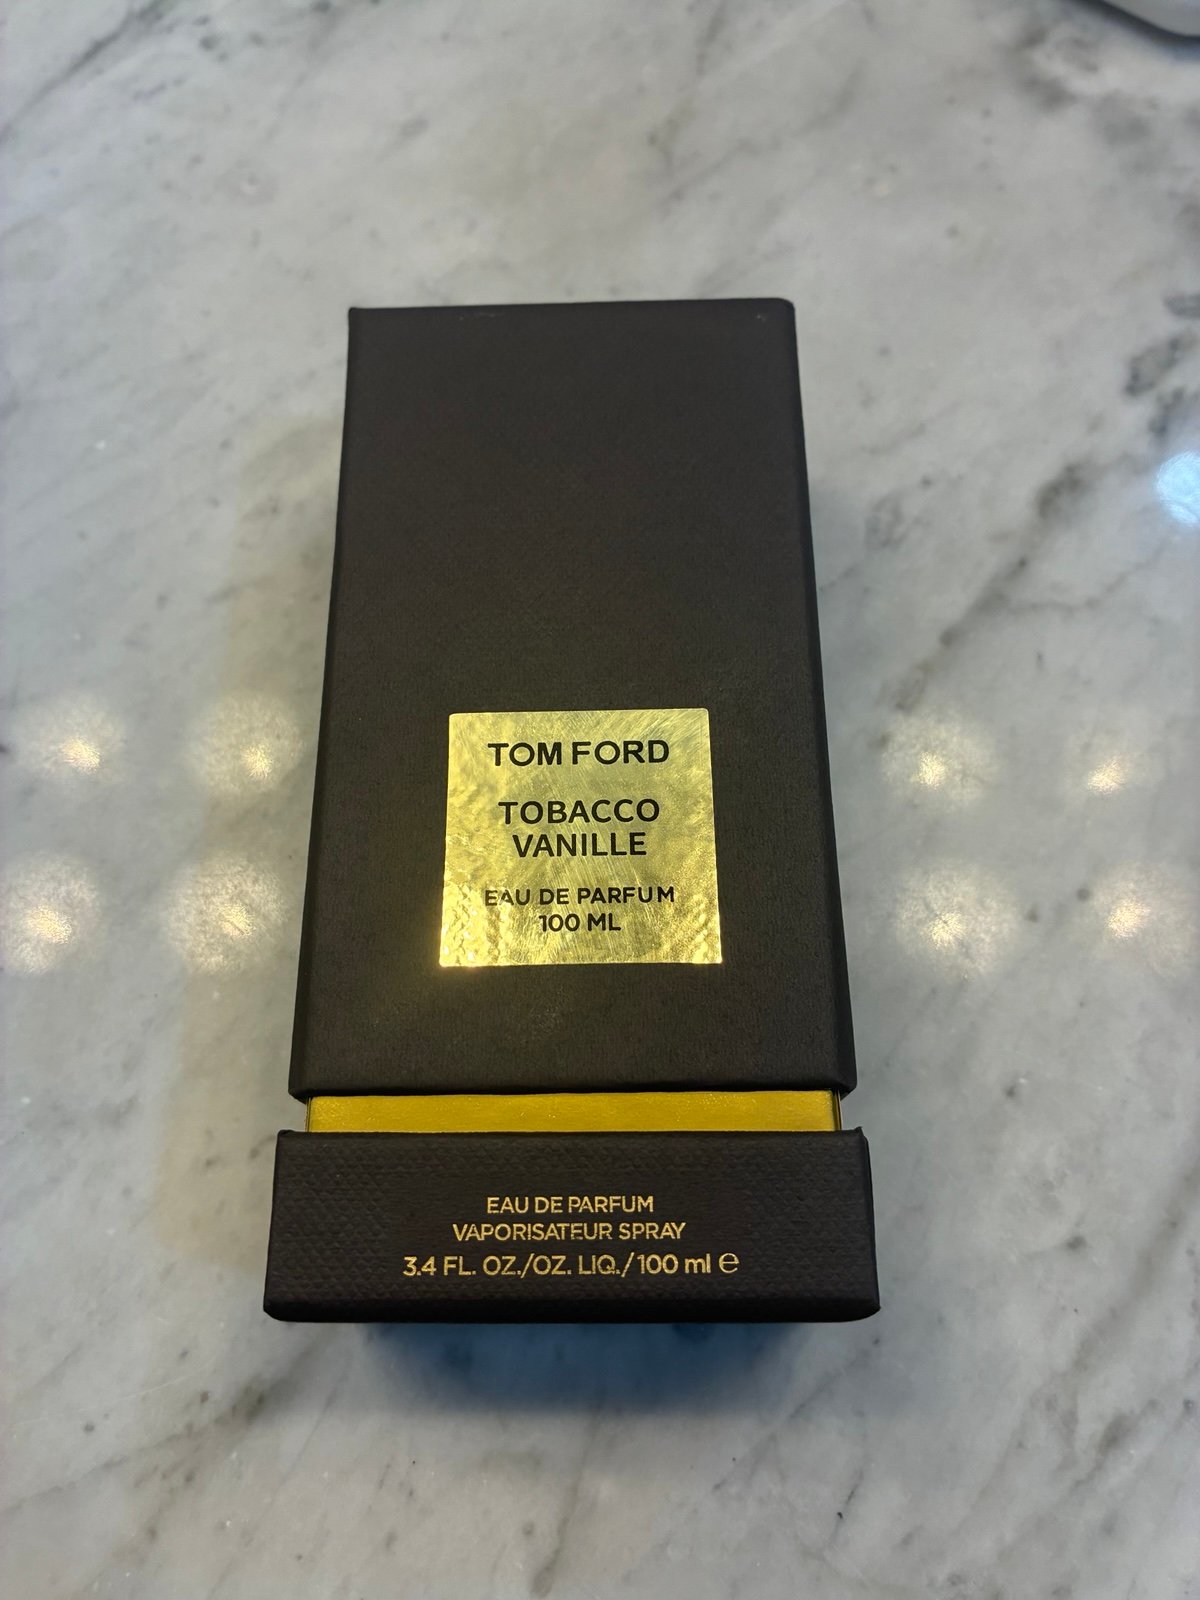 TOM FORD
TOBACCO
VANILLE
EAU DE PARFUM
100 ML
EAU DE PARFUM
VAPORISATEUR SPRAY
3.4 FL. OZ./OZ. LIQ./100 ml ℮